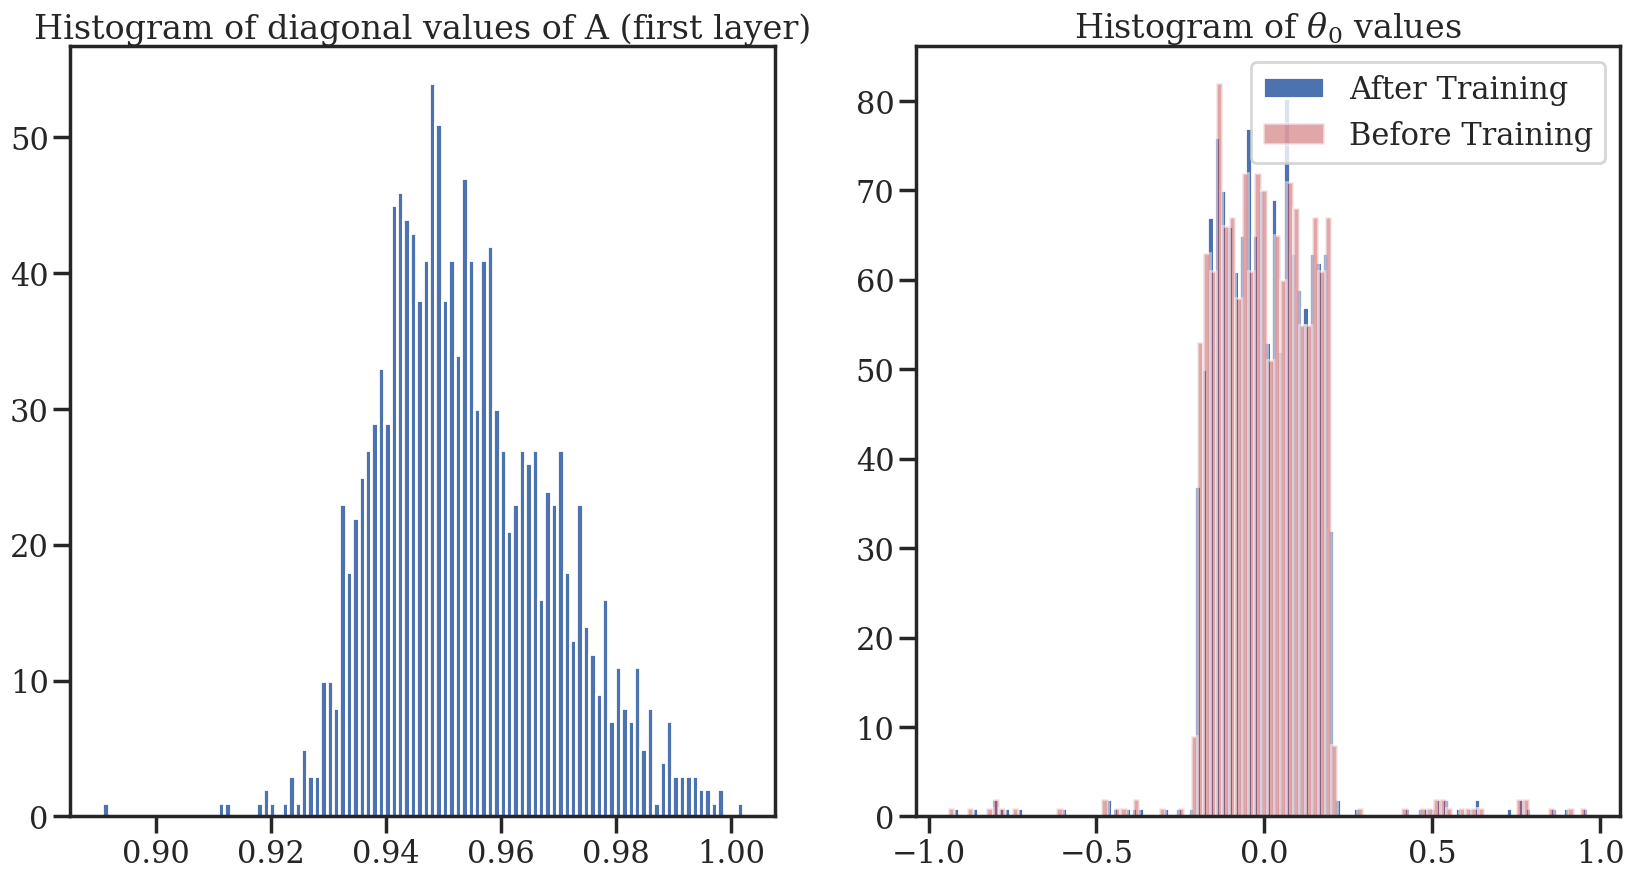 Histogram of diagonal values of A (first layer)
50
40
30
20
10
0
0.90 0.92 0.94 0.96 0.98 1.00
Histogram of θ₀ values
After Training
Before Training
80
70
60
50
40
30
20
10
0
−1.0 −0.5 0.0 0.5 1.0